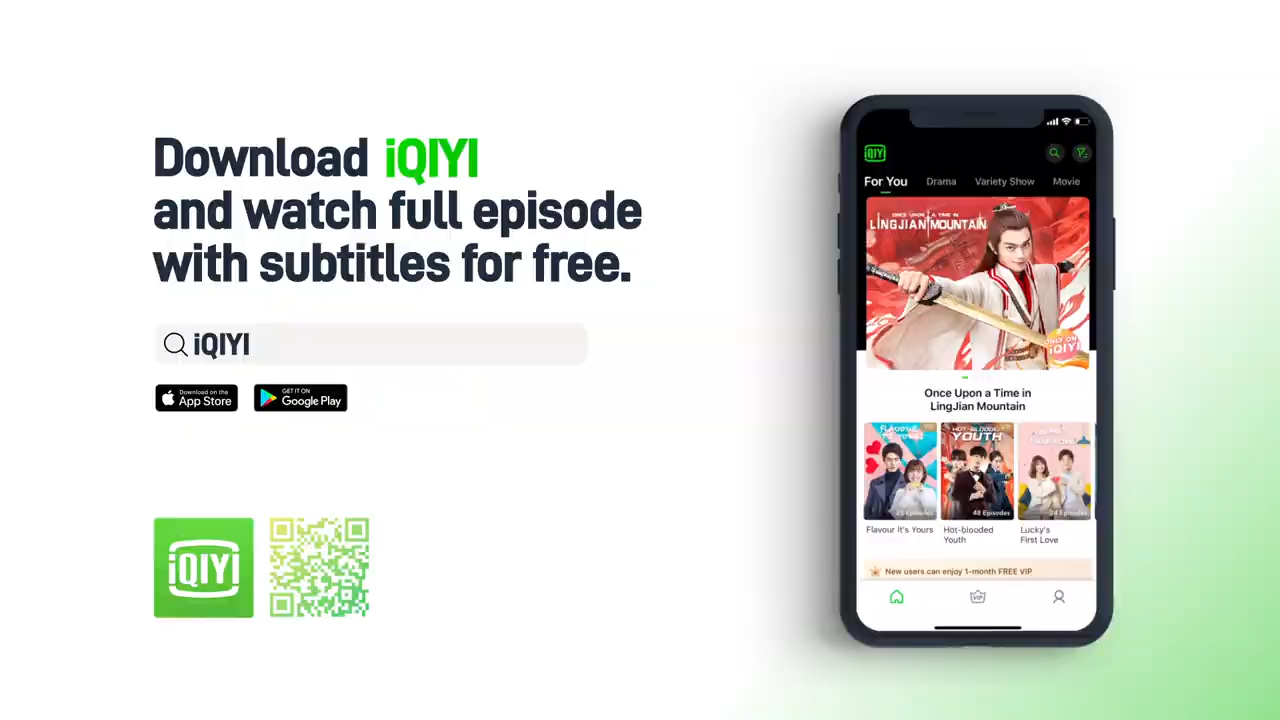 Download iQIYI
and watch full episode
with subtitles for free.
iQIYI
Download on the
App Store
GET IT ON
Google Play
iQIYI
iQIYI
For You
Drama
Variety Show
Movie
ONCE UPON A TIME IN
LINGJIAN MOUNTAIN
ONLY ON
iQIYI
Once Upon a Time in
LingJian Mountain
HOT-BLOODED
YOUTH
48 Episodes
24 Episodes
Flavour It's Yours
Hot-blooded
Youth
Lucky's
First Love
New users can enjoy 1-month FREE VIP
VIP